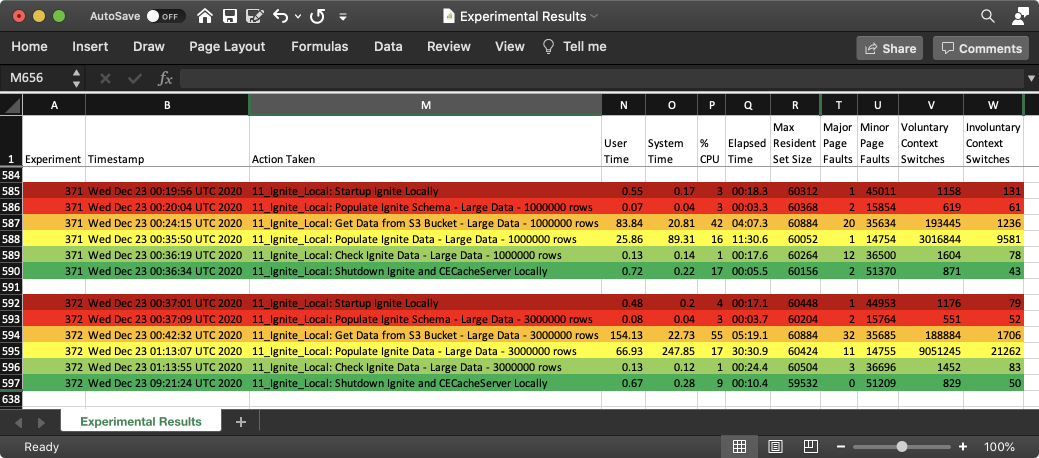 AutoSave OFF Experimental Results
Home Insert Draw Page Layout Formulas Data Review View Tell me Share Comments
M656 fx
A B M N O P Q R T U V W
Max Major Minor Voluntary Involuntary
User System % Elapsed Resident Page Page Context Context
1 Experiment Timestamp Action Taken Time Time CPU Time Set Size Faults Faults Switches Switches
584
585 371 Wed Dec 23 00:19:56 UTC 2020 11_Ignite_Local: Startup Ignite Locally 0.55 0.17 3 00:18.3 60312 1 45011 1158 131
586 371 Wed Dec 23 00:20:04 UTC 2020 11_Ignite_Local: Populate Ignite Schema - Large Data - 1000000 rows 0.07 0.04 3 00:03.3 60368 2 15854 619 61
587 371 Wed Dec 23 00:24:15 UTC 2020 11_Ignite_Local: Get Data from S3 Bucket - Large Data - 1000000 rows 83.84 20.81 42 04:07.3 60884 20 35634 193445 1236
588 371 Wed Dec 23 00:35:50 UTC 2020 11_Ignite_Local: Populate Ignite Data - Large Data - 1000000 rows 25.86 89.31 16 11:30.6 60052 1 14754 3016844 9581
589 371 Wed Dec 23 00:36:19 UTC 2020 11_Ignite_Local: Check Ignite Data - Large Data - 1000000 rows 0.13 0.14 1 00:17.6 60264 12 36500 1604 78
590 371 Wed Dec 23 00:36:34 UTC 2020 11_Ignite_Local: Shutdown Ignite and CECacheServer Locally 0.72 0.22 17 00:05.5 60156 2 51370 871 43
591
592 372 Wed Dec 23 00:37:01 UTC 2020 11_Ignite_Local: Startup Ignite Locally 0.48 0.2 4 00:17.1 60448 1 44953 1176 79
593 372 Wed Dec 23 00:37:09 UTC 2020 11_Ignite_Local: Populate Ignite Schema - Large Data - 3000000 rows 0.08 0.04 3 00:03.7 60204 2 15764 551 52
594 372 Wed Dec 23 00:42:32 UTC 2020 11_Ignite_Local: Get Data from S3 Bucket - Large Data - 3000000 rows 154.13 22.73 55 05:19.1 60884 32 35685 188884 1706
595 372 Wed Dec 23 01:13:07 UTC 2020 11_Ignite_Local: Populate Ignite Data - Large Data - 3000000 rows 66.93 247.85 17 30:30.9 60424 11 14755 9051245 21262
596 372 Wed Dec 23 01:13:55 UTC 2020 11_Ignite_Local: Check Ignite Data - Large Data - 3000000 rows 0.13 0.12 1 00:24.4 60504 3 36696 1452 83
597 372 Wed Dec 23 09:21:24 UTC 2020 11_Ignite_Local: Shutdown Ignite and CECacheServer Locally 0.67 0.28 9 00:10.4 59532 0 51209 829 50
638
Experimental Results +
Ready - + 100%